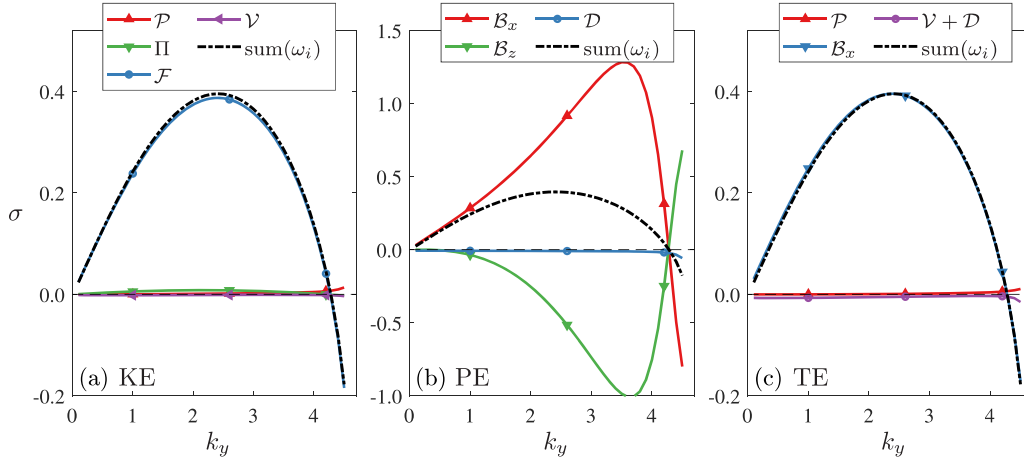 𝒫 𝒱
Π sum(ω_i)
ℱ
σ
0.4
0.2
0.0
-0.2
0 1 2 3 4
k_y
(a) KE
ℬ_x 𝒟
ℬ_z sum(ω_i)
1.5
1.0
0.5
0.0
-0.5
-1.0
0 1 2 3 4
k_y
(b) PE
𝒫 𝒱 + 𝒟
ℬ_x sum(ω_i)
0.4
0.2
0.0
-0.2
0 1 2 3 4
k_y
(c) TE